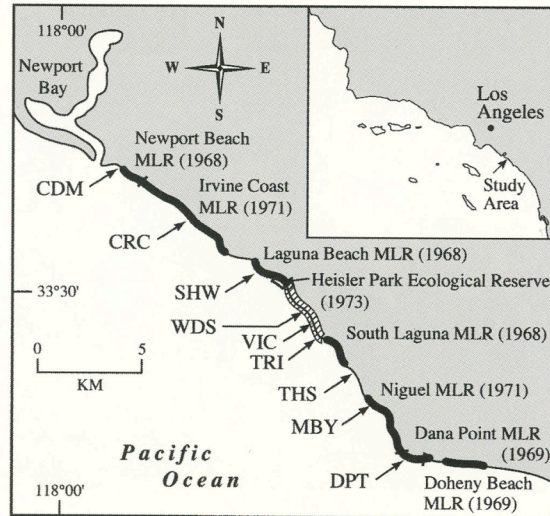 118°00'
N
W E
S
Newport
Bay
Los
Angeles
Study
Area
Newport Beach
MLR (1968)
CDM
Irvine Coast
MLR (1971)
CRC
Laguna Beach MLR (1968)
SHW
Heisler Park Ecological Reserve
(1973)
33°30'
WDS
VIC
South Laguna MLR (1968)
TRI
0 5
KM
THS
Niguel MLR (1971)
MBY
Dana Point MLR
(1969)
Pacific
Ocean
DPT
Doheny Beach
MLR (1969)
118°00'